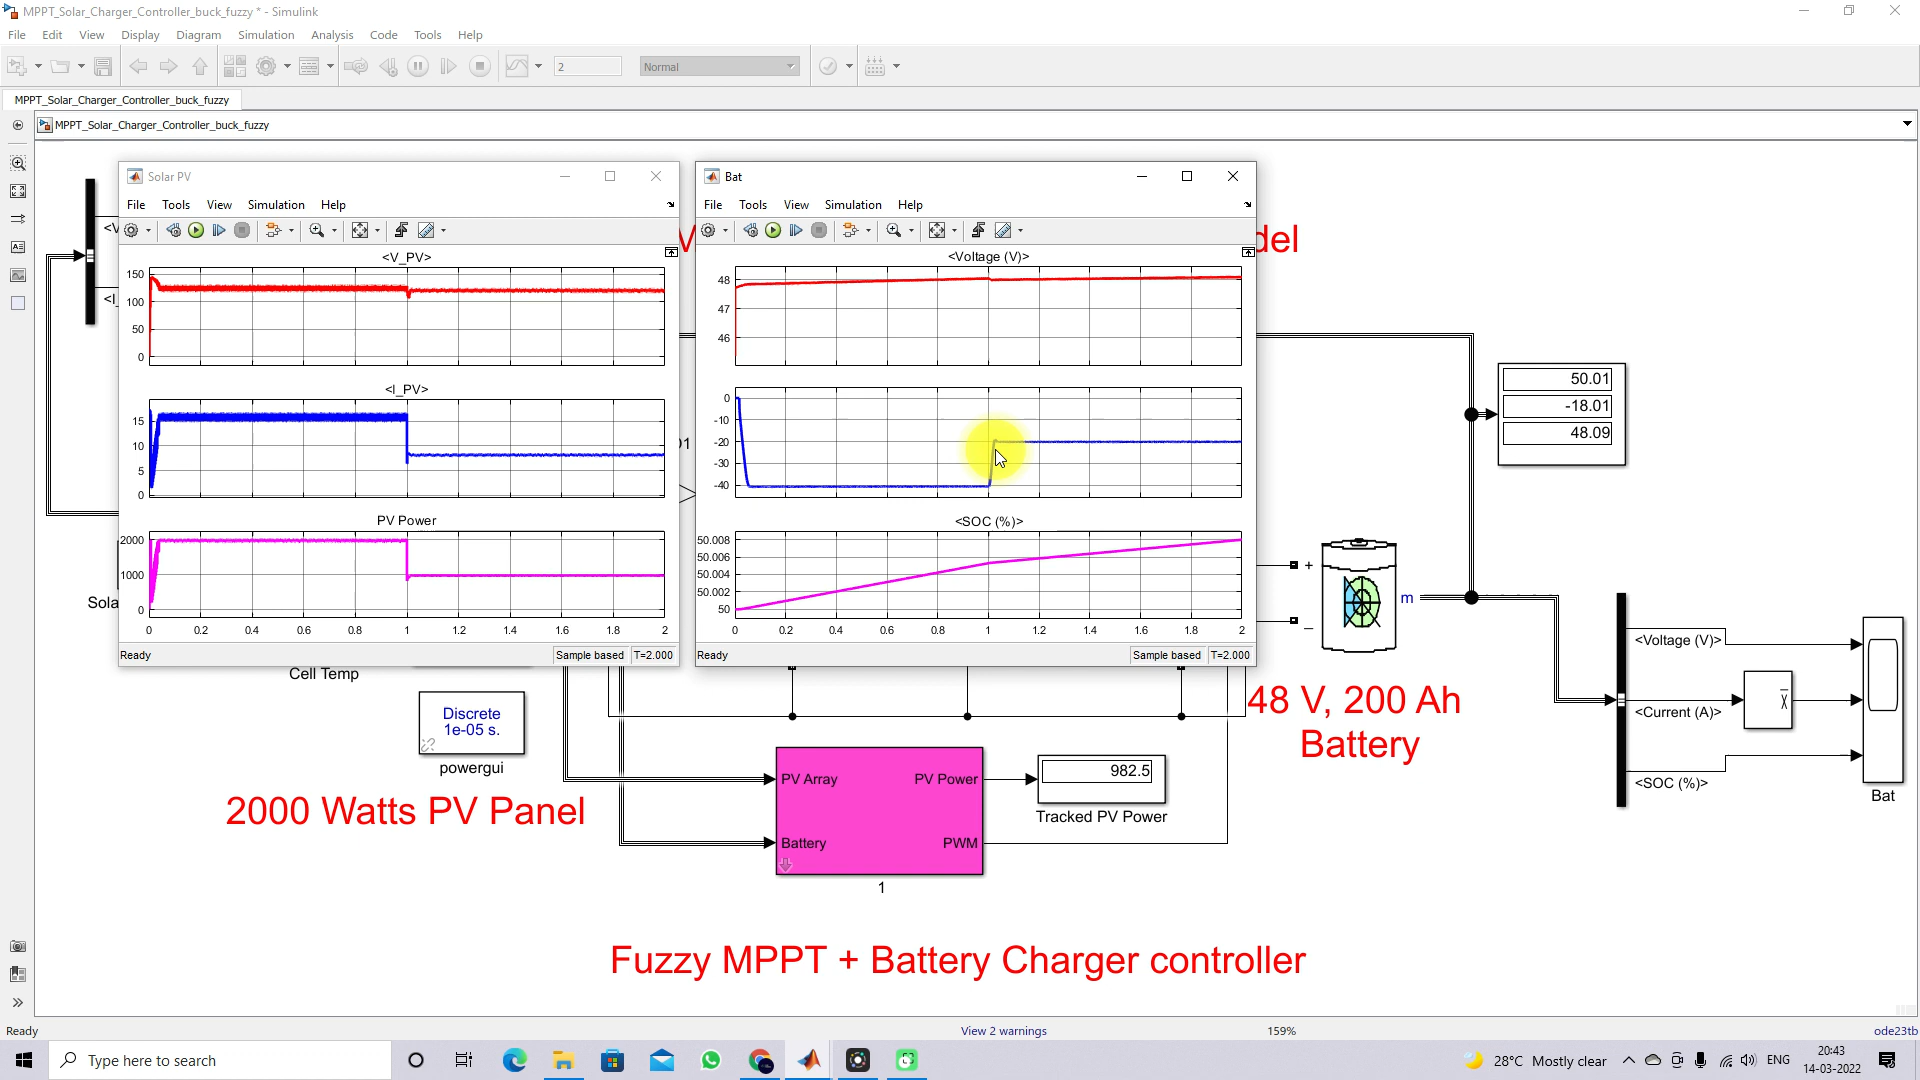 MPPT_Solar_Charger_Controller_buck_fuzzy * - Simulink
File Edit View Display Diagram Simulation Analysis Code Tools Help
2 Normal
MPPT_Solar_Charger_Controller_buck_fuzzy
MPPT_Solar_Charger_Controller_buck_fuzzy
Solar PV
File Tools View Simulation Help
<V_PV>
150
100
50
0
<I_PV>
15
10
5
0
PV Power
2000
1000
0
0 0.2 0.4 0.6 0.8 1 1.2 1.4 1.6 1.8 2
Ready Sample based T=2.000
Bat
File Tools View Simulation Help
<Voltage (V)>
48
47
46
0
-10
-20
-30
-40
<SOC (%)>
50.008
50.006
50.004
50.002
50
0 0.2 0.4 0.6 0.8 1 1.2 1.4 1.6 1.8 2
Ready Sample based T=2.000
<V
<I_
V
del
01
50.01
-18.01
48.09
+
m
–
Sola
Cell Temp
Discrete
1e-05 s.
powergui
2000 Watts PV Panel
48 V, 200 Ah
Battery
<Voltage (V)>
<Current (A)>
<SOC (%)>
x
Bat
PV Array PV Power
Battery PWM
1
982.5
Tracked PV Power
Fuzzy MPPT + Battery Charger controller
Ready View 2 warnings 159% ode23tb
Type here to search
28°C Mostly clear ENG 20:43
14-03-2022